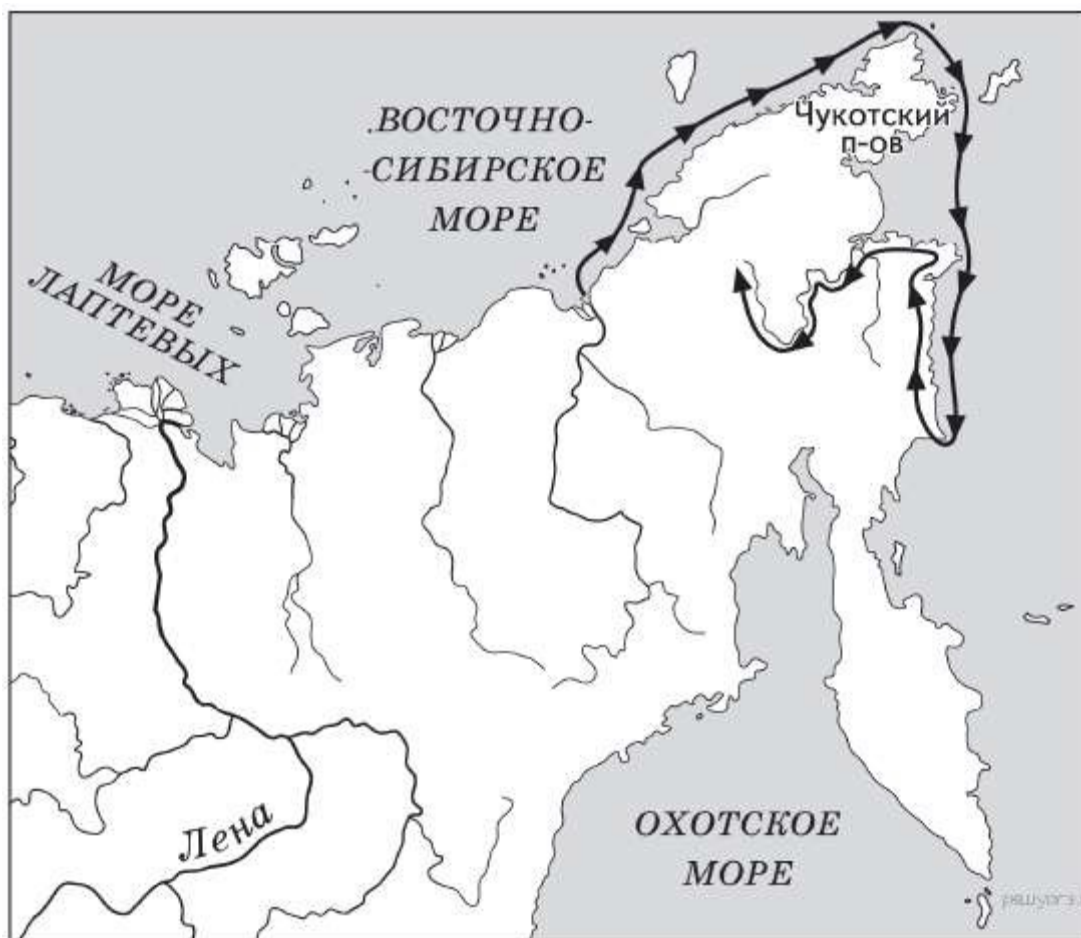 ВОСТОЧНО-
-СИБИРСКОЕ
МОРЕ
Чукотский
п-ов
МОРЕ
ЛАПТЕВЫХ
Лена
ОХОТСКОЕ
МОРЕ